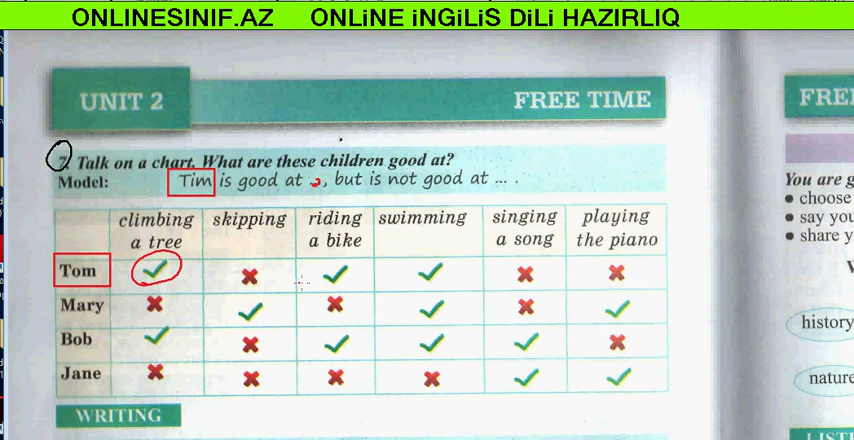 ONLINESINIF.AZ ONLiNE iNGiLiS DiLi HAZIRLIQ
UNIT 2 FREE TIME
7. Talk on a chart. What are these children good at?
Model: Tim is good at , but is not good at ... .
climbing a tree
skipping
riding a bike
swimming
singing a song
playing the piano
Tom
Mary
Bob
Jane
WRITING
You are g
• choose
• say you
• share y
history
nature